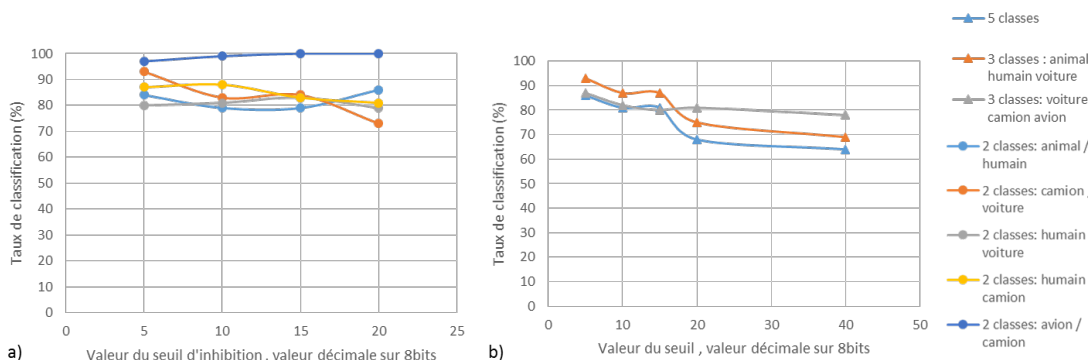 100
90
80
70
60
50
40
30
20
10
0
0 5 10 15 20 25
Taux de classification (%)
Valeur du seuil d'inhibition , valeur décimale sur 8bits
a)
100
90
80
70
60
50
40
30
20
10
0
0 10 20 30 40 50
Taux de classification (%)
Valeur du seuil , valeur décimale sur 8bits
b)
5 classes
3 classes : animal
humain voiture
3 classes: voiture
camion avion
2 classes: animal /
humain
2 classes: camion /
voiture
2 classes: humain
voiture
2 classes: humain
camion
2 classes: avion /
camion